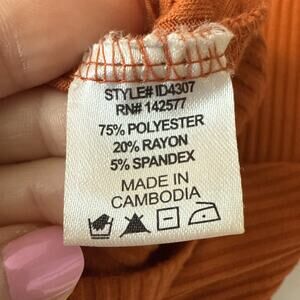 STYLE# ID4307
RN# 142577
75% POLYESTER
20% RAYON
5% SPANDEX
MADE IN
CAMBODIA